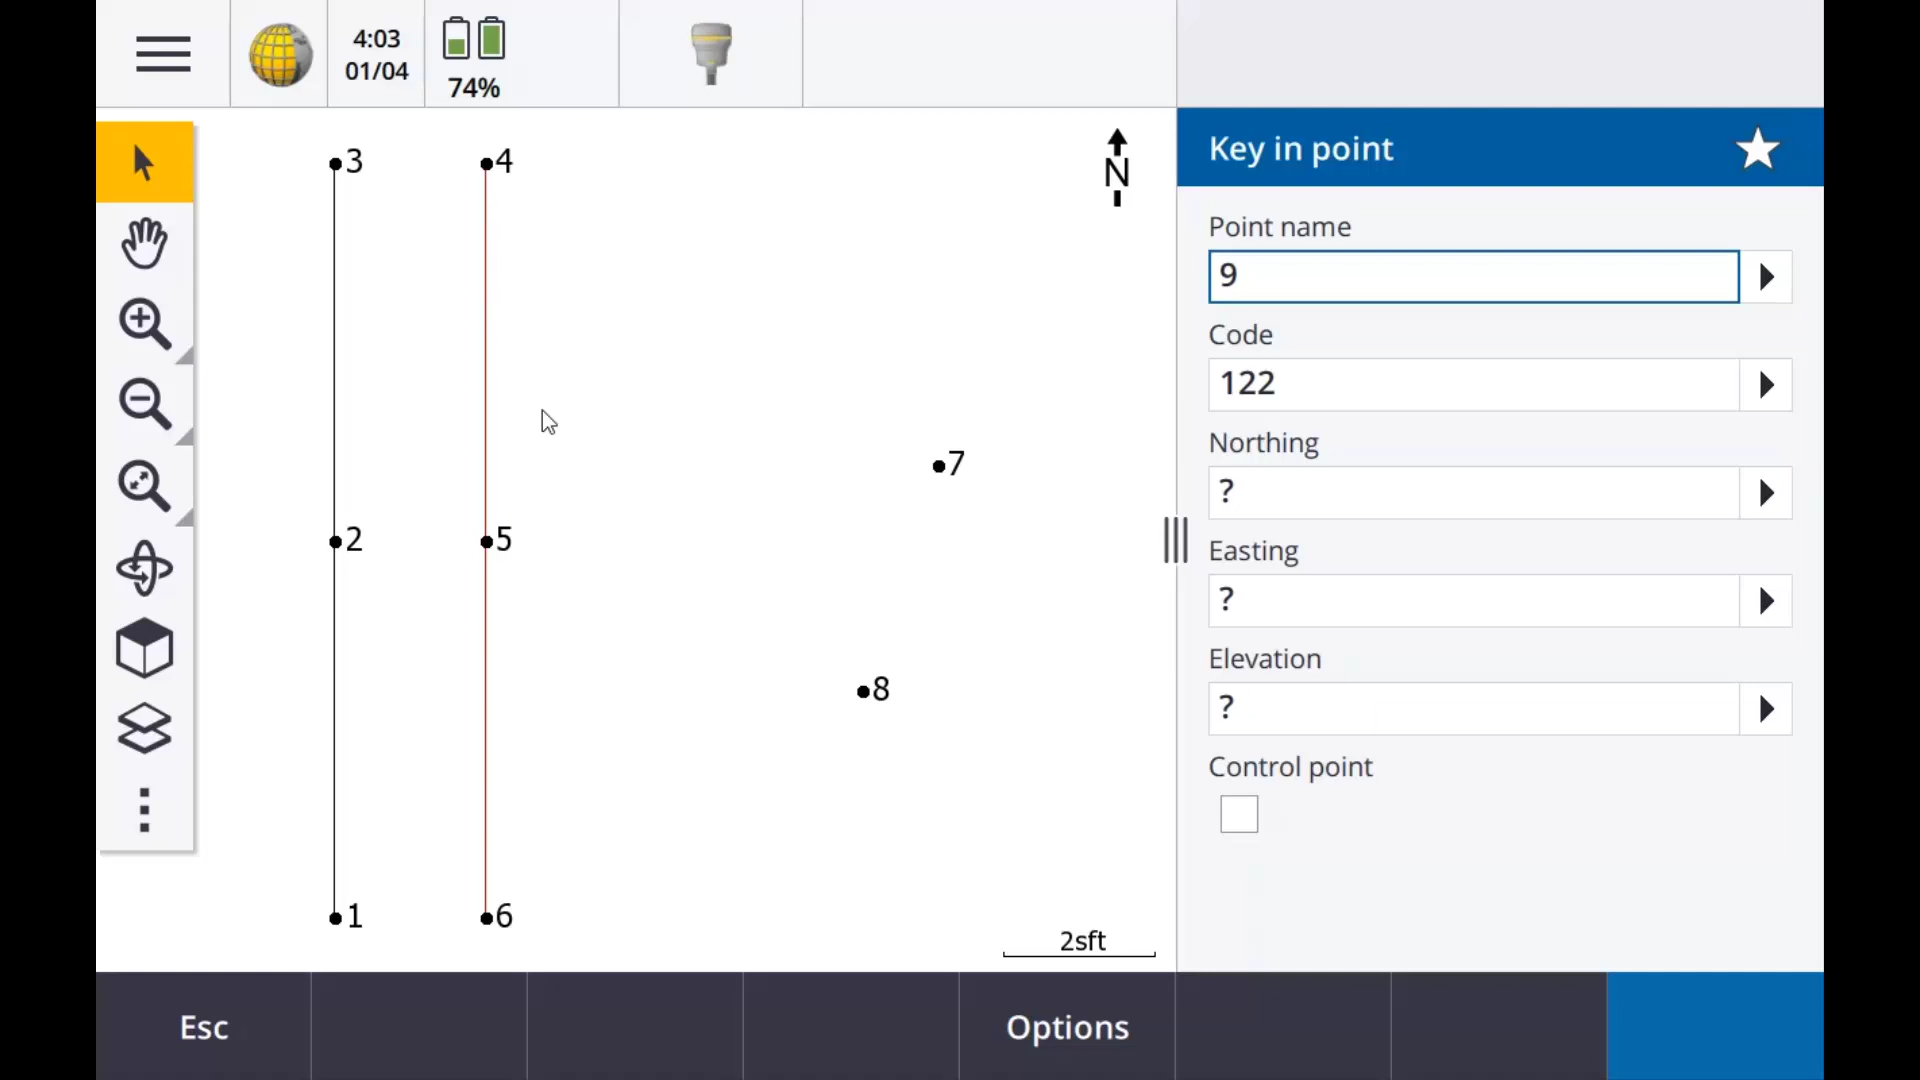 4:03
01/04
74%
3
4
N
7
2
5
8
1
6
2sft
Key in point
Point name
9
Code
122
Northing
?
Easting
?
Elevation
?
Control point
Esc
Options